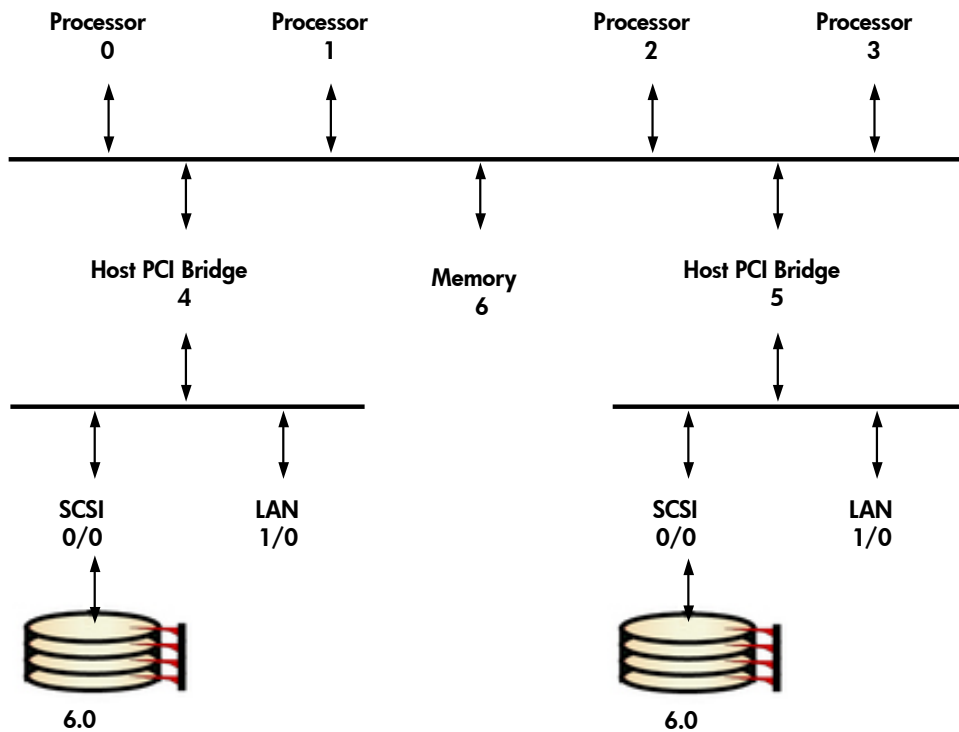 Processor
0
Processor
1
Processor
2
Processor
3
Host PCI Bridge
4
Memory
6
Host PCI Bridge
5
SCSI
0/0
LAN
1/0
SCSI
0/0
LAN
1/0
6.0
6.0